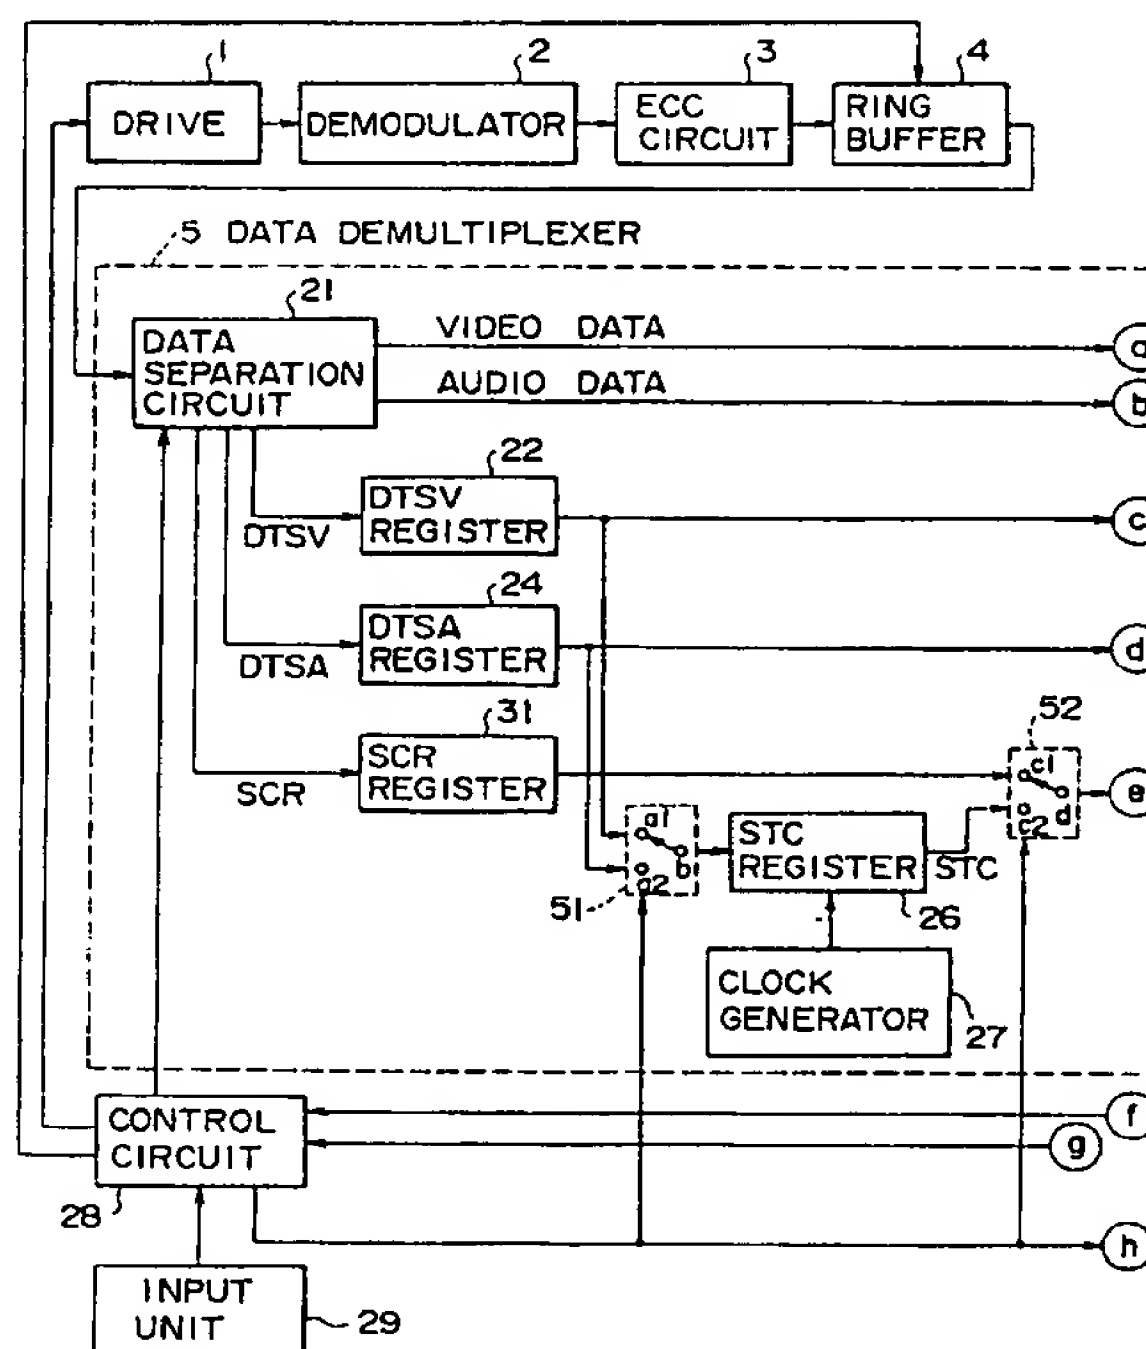 1
2
3
4
DRIVE
DEMODULATOR
ECC
CIRCUIT
RING
BUFFER
5 DATA DEMULTIPLEXER
21
DATA
SEPARATION
CIRCUIT
VIDEO DATA
a
AUDIO DATA
b
22
DTSV
REGISTER
DTSV
c
24
DTSA
REGISTER
DTSA
d
31
SCR
REGISTER
SCR
52
c1
d
c2
e
a1
b
a2
51
STC
REGISTER
STC
26
CLOCK
GENERATOR
27
CONTROL
CIRCUIT
28
f
g
h
INPUT
UNIT
29